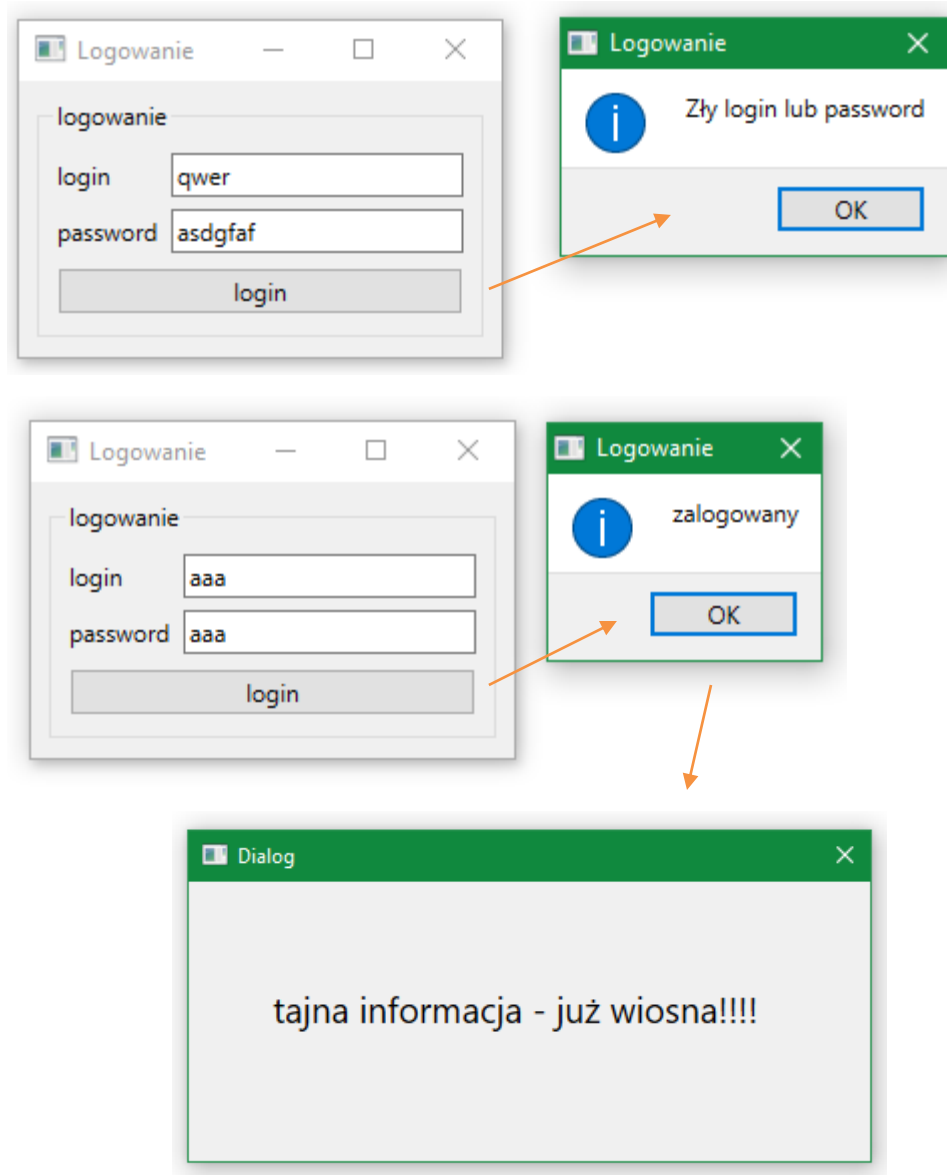 Logowanie
logowanie
login qwer
password asdgfaf
login
Logowanie
Zły login lub password
OK
Logowanie
logowanie
login aaa
password aaa
login
Logowanie
zalogowany
OK
Dialog
tajna informacja - już wiosna!!!!